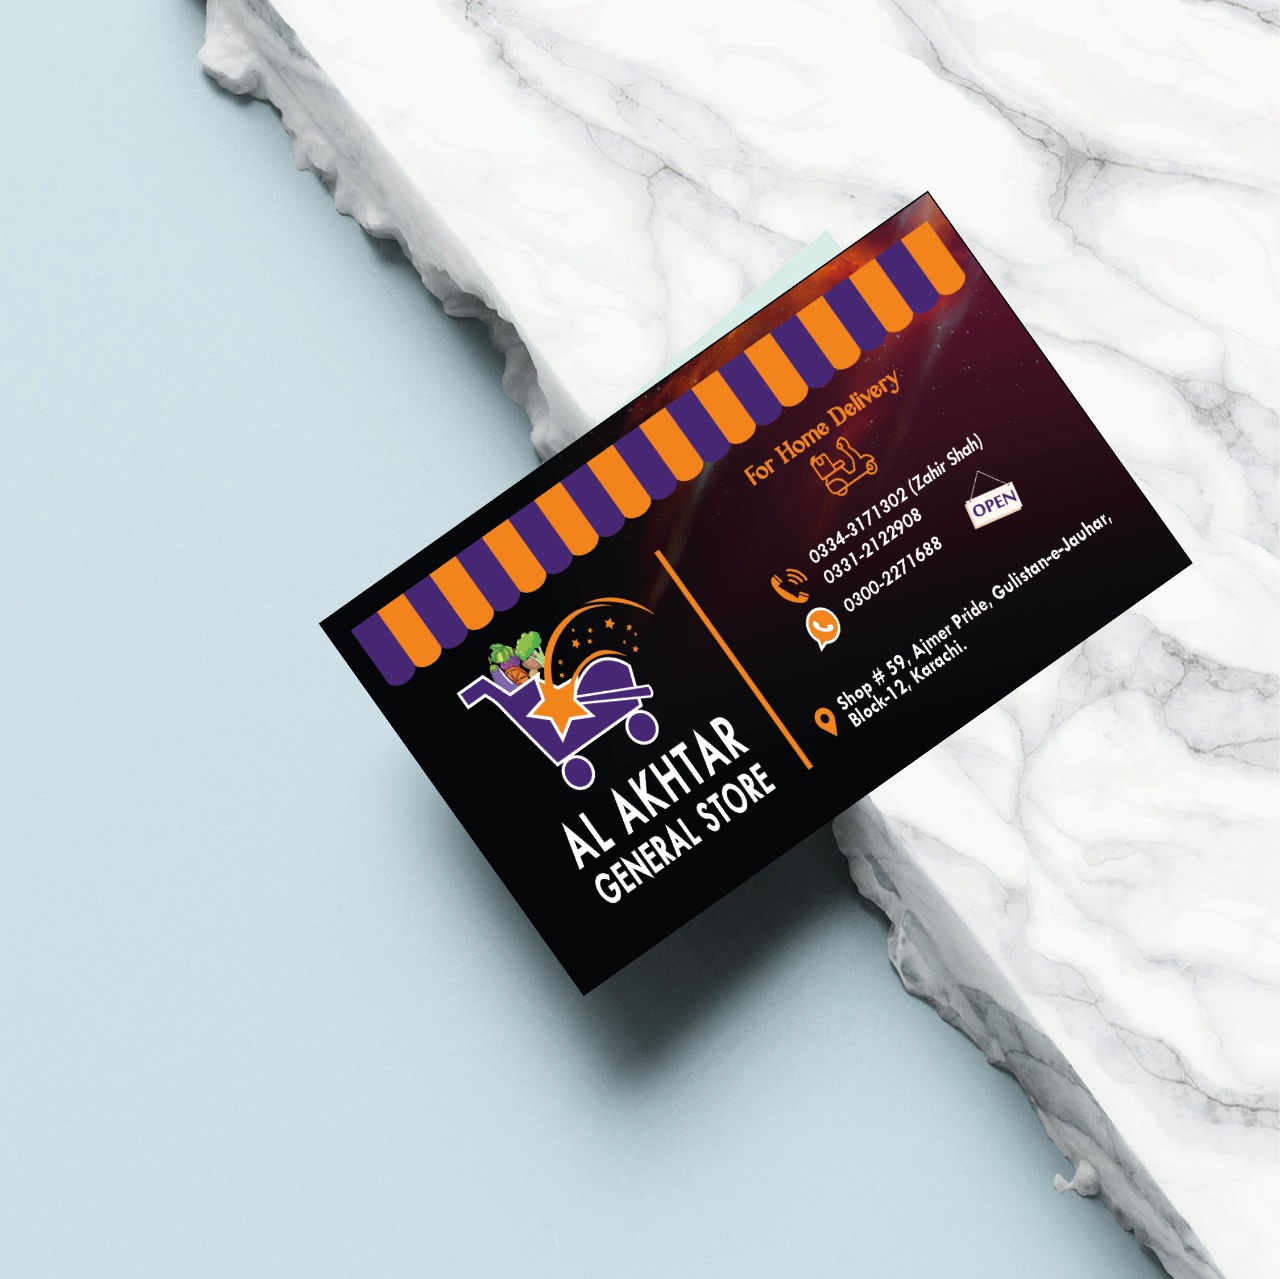 For Home Delivery
0334-3171302 (Zahir Shah)
0331-2122908
0300-2271688
OPEN
Shop # 59, Ajmer Pride, Gulistan-e-Jauhar,
Block-12, Karachi.
AL AKHTAR
GENERAL STORE